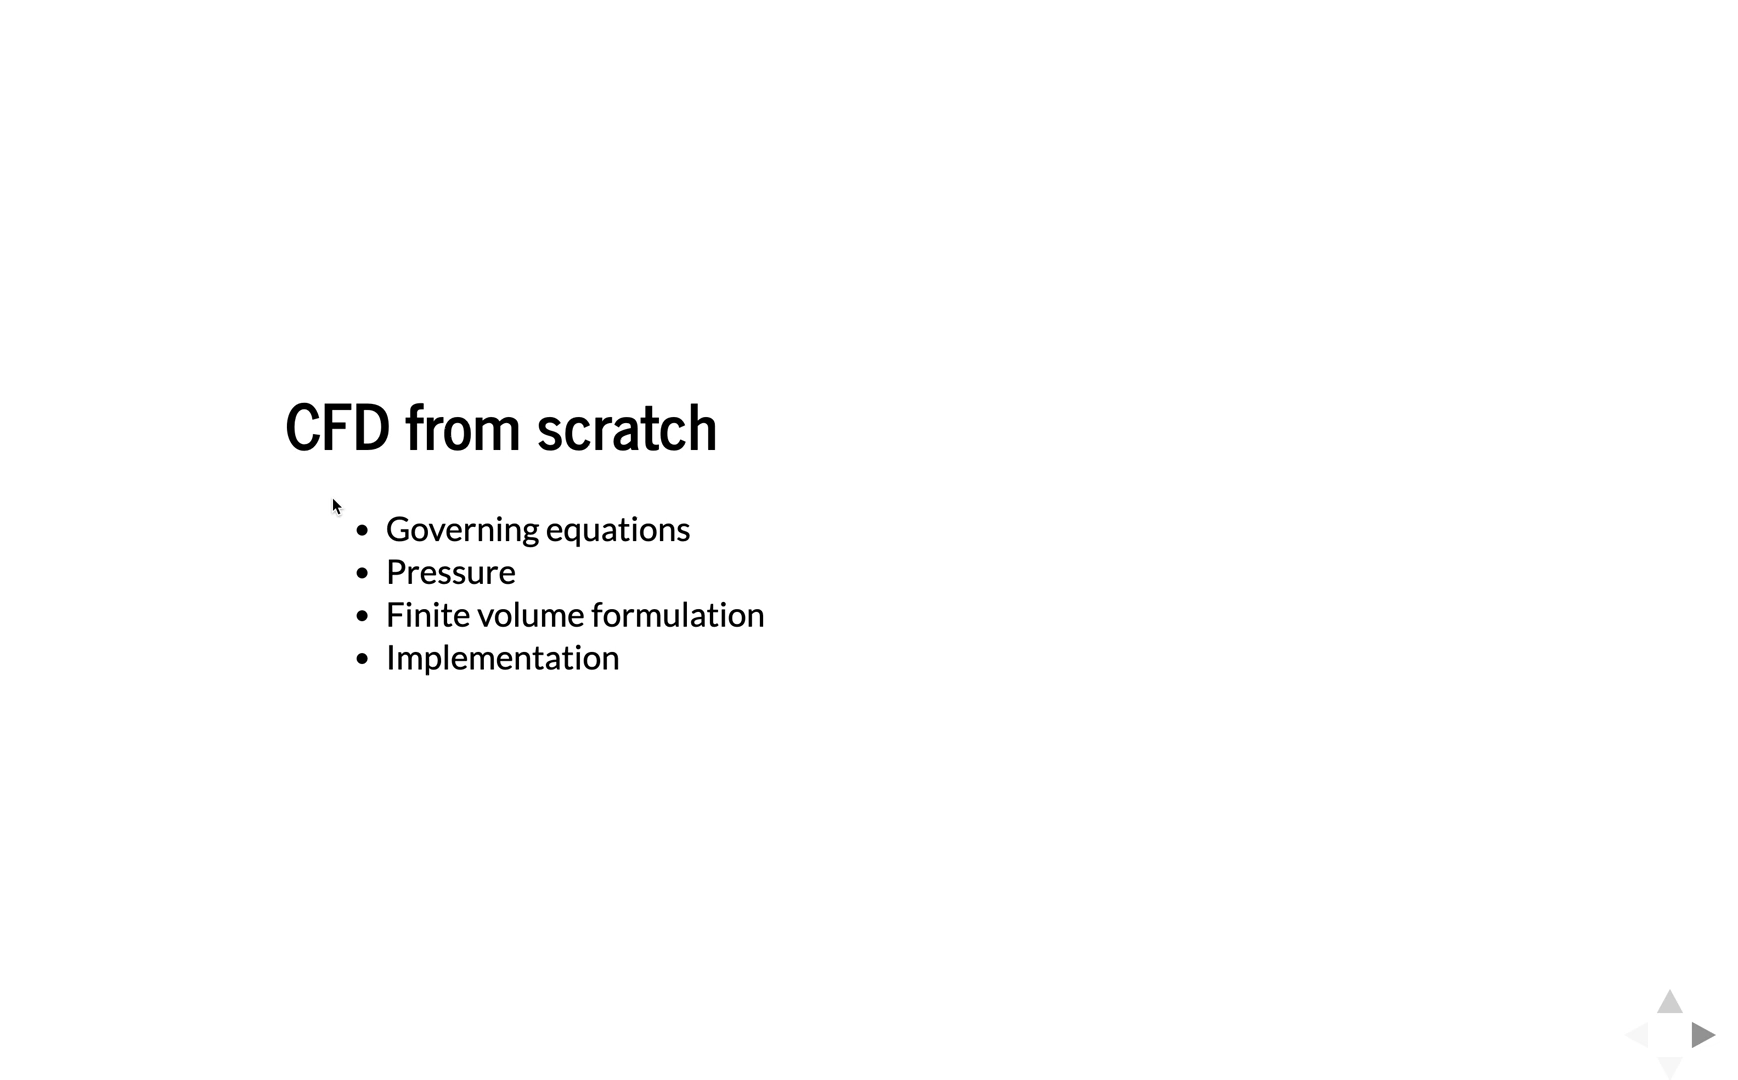 CFD from scratch
Governing equations
Pressure
Finite volume formulation
Implementation